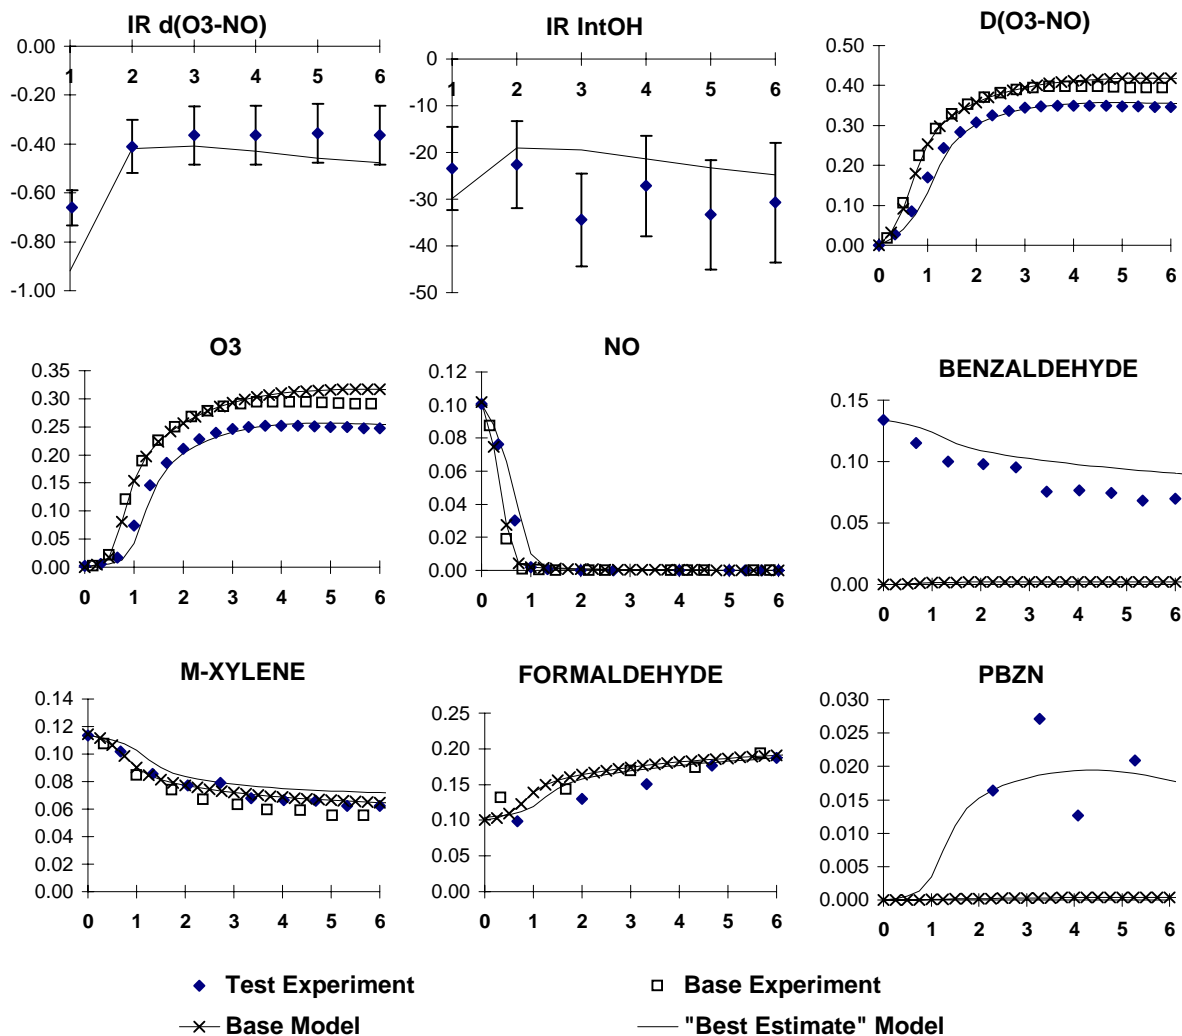 IR d(O3-NO)
0.00
-0.20
-0.40
-0.60
-0.80
-1.00
1 2 3 4 5 6
IR IntOH
0
-10
-20
-30
-40
-50
1 2 3 4 5 6
D(O3-NO)
0.50
0.40
0.30
0.20
0.10
0.00
0 1 2 3 4 5 6
O3
0.35
0.30
0.25
0.20
0.15
0.10
0.05
0.00
0 1 2 3 4 5 6
NO
0.12
0.10
0.08
0.06
0.04
0.02
0.00
0 1 2 3 4 5 6
BENZALDEHYDE
0.15
0.10
0.05
0.00
0 1 2 3 4 5 6
M-XYLENE
0.14
0.12
0.10
0.08
0.06
0.04
0.02
0.00
0 1 2 3 4 5 6
FORMALDEHYDE
0.25
0.20
0.15
0.10
0.05
0.00
0 1 2 3 4 5 6
PBZN
0.030
0.025
0.020
0.015
0.010
0.005
0.000
0 1 2 3 4 5 6
Test Experiment
Base Experiment
Base Model
"Best Estimate" Model